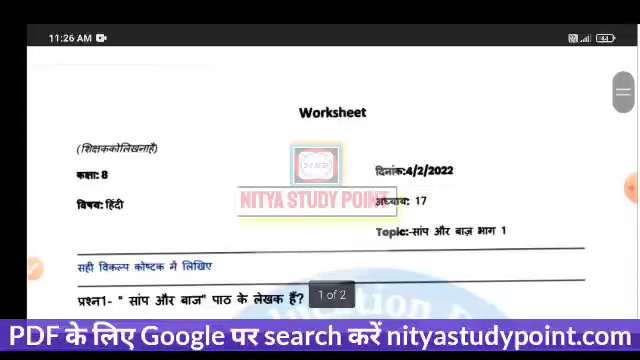 11:26 AM
44
Worksheet
(शिक्षककोलिखनाहैं)
कक्षा: 8
दिनांक:4/2/2022
NITYA STUDY POINT
विषय: हिंदी
अध्याय: 17
Topic:-सांप और बाज़ भाग 1
सही विकल्प कोष्टक में लिखिए
प्रश्न1- " सांप और बाज" पाठ के लेखक हैं?
1 of 2
PDF के लिए Google पर search करें nityastudypoint.com